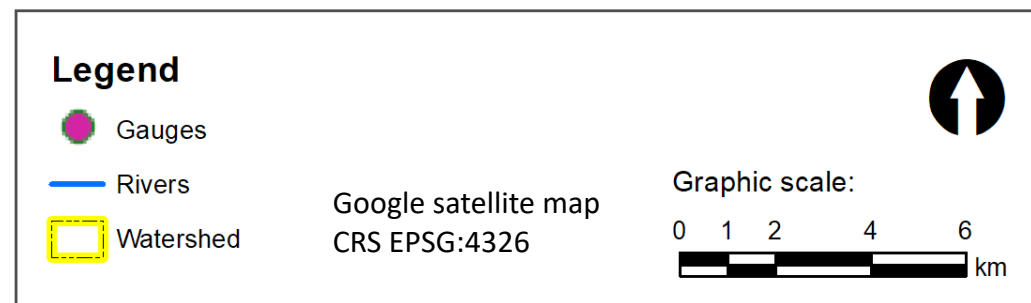 Legend
Gauges
Rivers
Watershed
Google satellite map
CRS EPSG:4326
Graphic scale:
0 1 2 4 6
km